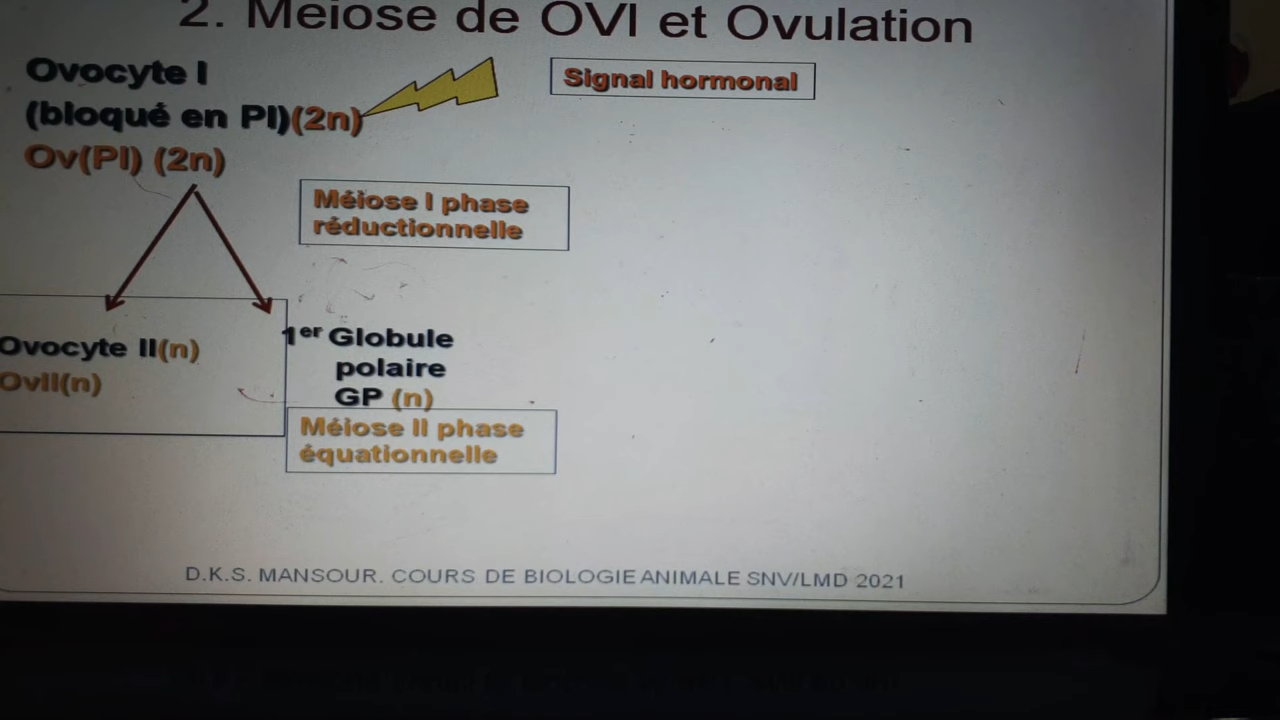 2. Méiose de OVI et Ovulation
Ovocyte I
(bloqué en PI)(2n)
Signal hormonal
Ov(PI) (2n)
Méiose I phase
réductionnelle
Ovocyte II(n)
OvII(n)
1er Globule
polaire
GP (n)
Méiose II phase
équationnelle
D.K.S. MANSOUR. COURS DE BIOLOGIE ANIMALE SNV/LMD 2021